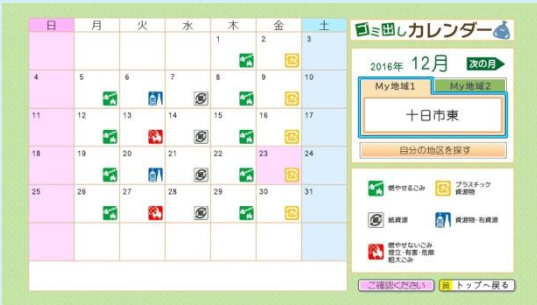 日 月 火 水 木 金 土
1 2 3
4 5 6 7 8 9 10
11 12 13 14 15 16 17
18 19 20 21 22 23 24
25 26 27 28 29 30 31
ゴミ出しカレンダー
2016年 12月 次の月
My地域1 My地域2
十日市東
自分の地区を探す
燃やせるごみ
プラスチック
資源物
紙資源
資源物・布資源
燃やせないごみ
埋立・有害・危険
粗大ごみ
ご確認ください
黄 トップへ戻る